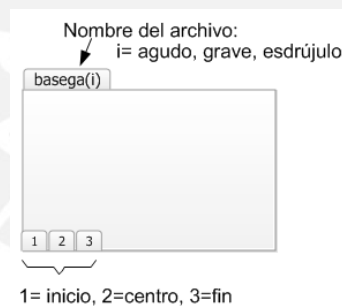 Nombre del archivo:
i= agudo, grave, esdrújulo
basega(i)
1 2 3
1= inicio, 2=centro, 3=fin